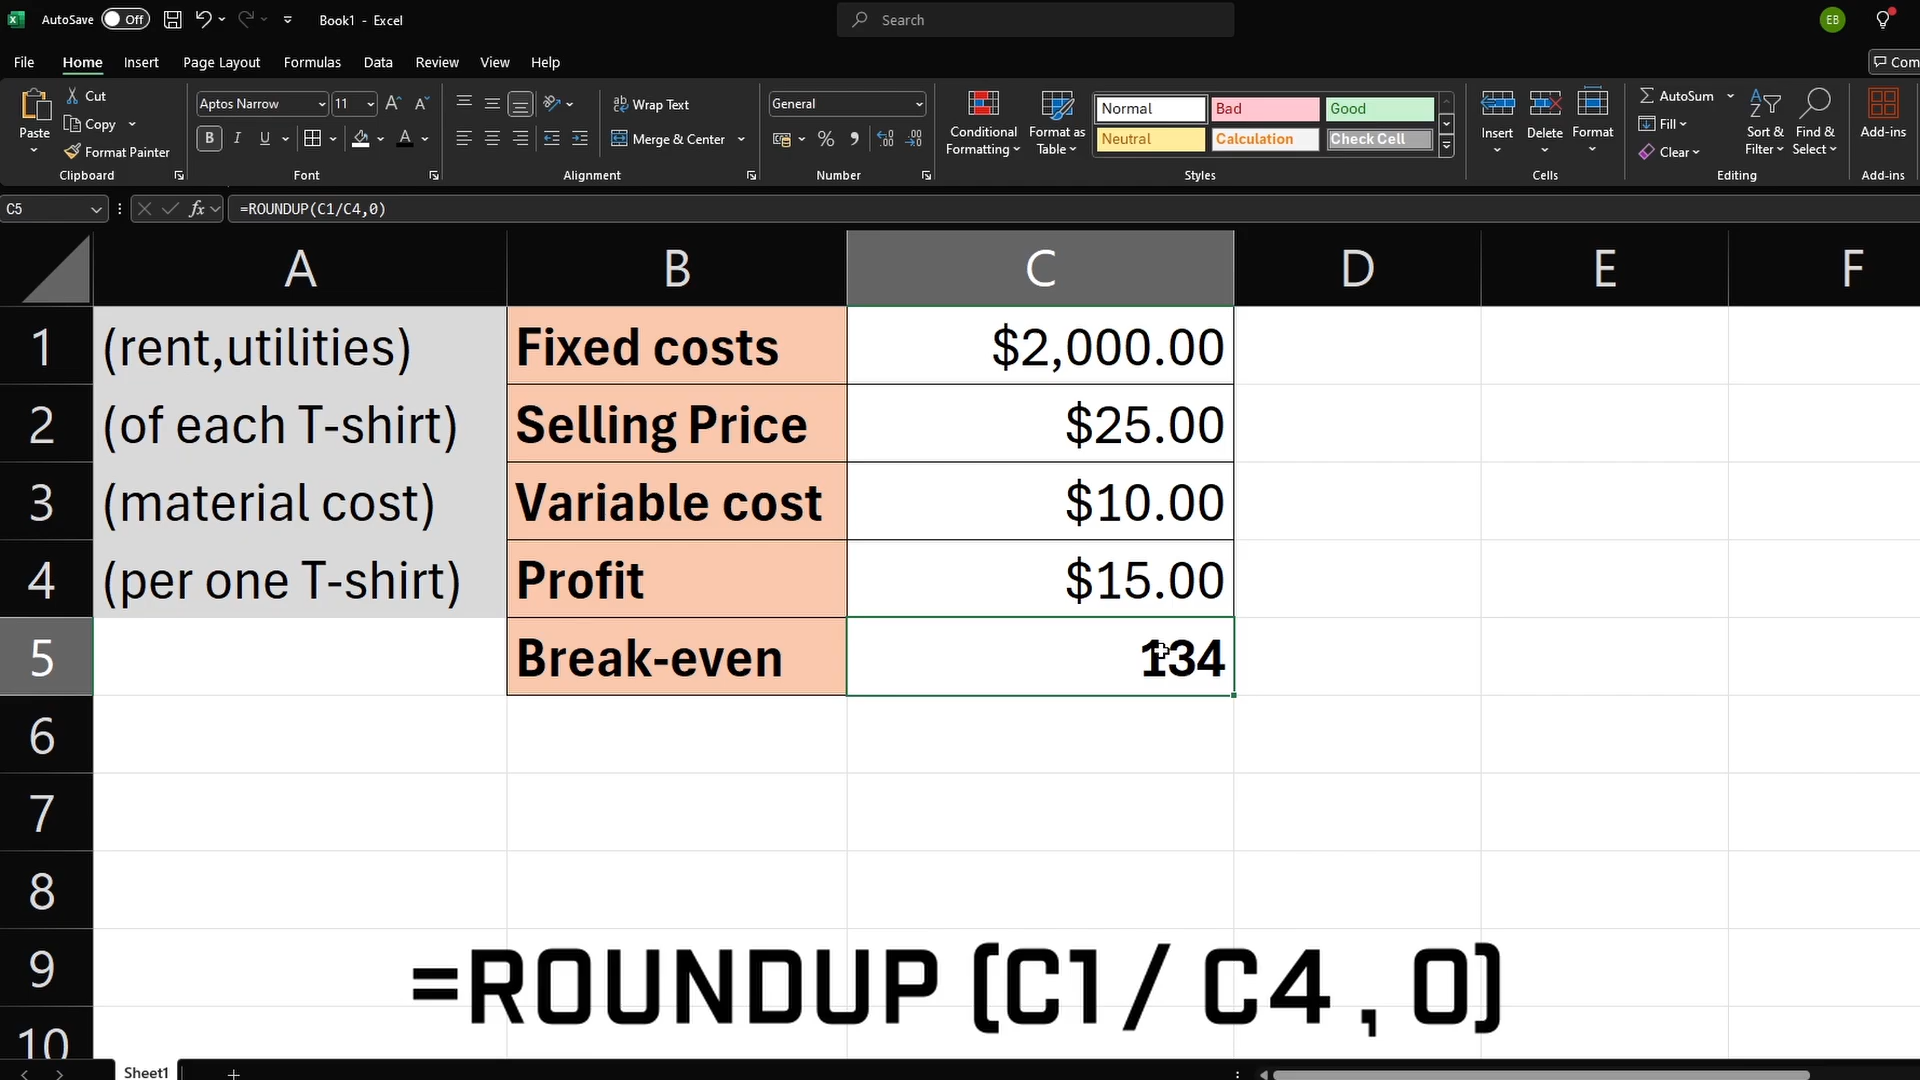 AutoSave Off Book1 - Excel Search EB
File Home Insert Page Layout Formulas Data Review View Help Com
Paste Cut Copy Format Painter Clipboard
Aptos Narrow 11 A A B I U A Font
Wrap Text Merge & Center Alignment
General % Number
Conditional Formatting Format as Table
Normal Bad Good
Neutral Calculation Check Cell
Styles
Insert Delete Format Cells
AutoSum Fill Clear Sort & Filter Find & Select Editing
Add-ins Add-ins
C5 fx =ROUNDUP(C1/C4,0)
A B C D E F
1 (rent,utilities) Fixed costs $2,000.00
2 (of each T-shirt) Selling Price $25.00
3 (material cost) Variable cost $10.00
4 (per one T-shirt) Profit $15.00
5 Break-even 134
6
7
8
9
=ROUNDUP (C1/ C4 , 0)
10
Sheet1